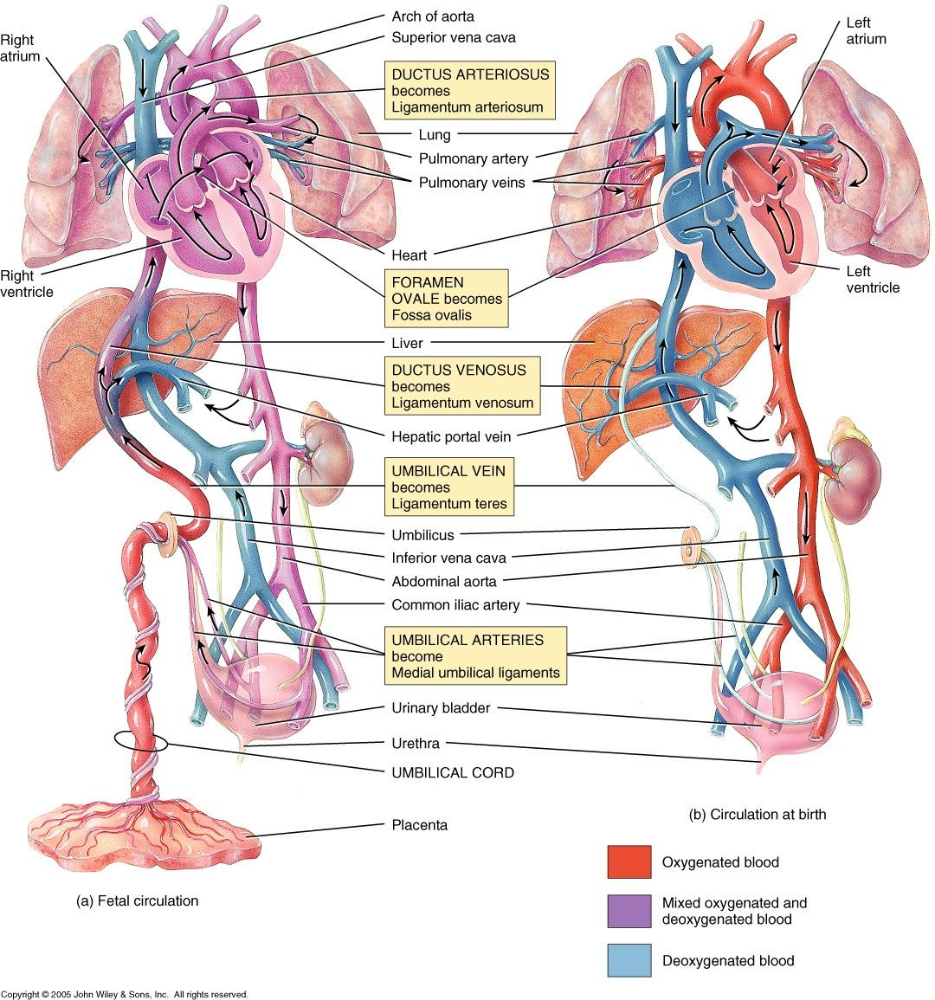 Arch of aorta
Superior vena cava
Right
atrium
Left
atrium
DUCTUS ARTERIOSUS
becomes
Ligamentum arteriosum
Lung
Pulmonary artery
Pulmonary veins
Heart
Right
ventricle
Left
ventricle
FORAMEN
OVALE becomes
Fossa ovalis
Liver
DUCTUS VENOSUS
becomes
Ligamentum venosum
Hepatic portal vein
UMBILICAL VEIN
becomes
Ligamentum teres
Umbilicus
Inferior vena cava
Abdominal aorta
Common iliac artery
UMBILICAL ARTERIES
become
Medial umbilical ligaments
Urinary bladder
Urethra
UMBILICAL CORD
Placenta
(a) Fetal circulation
(b) Circulation at birth
Oxygenated blood
Mixed oxygenated and
deoxygenated blood
Deoxygenated blood
Copyright © 2005 John Wiley & Sons, Inc. All rights reserved.